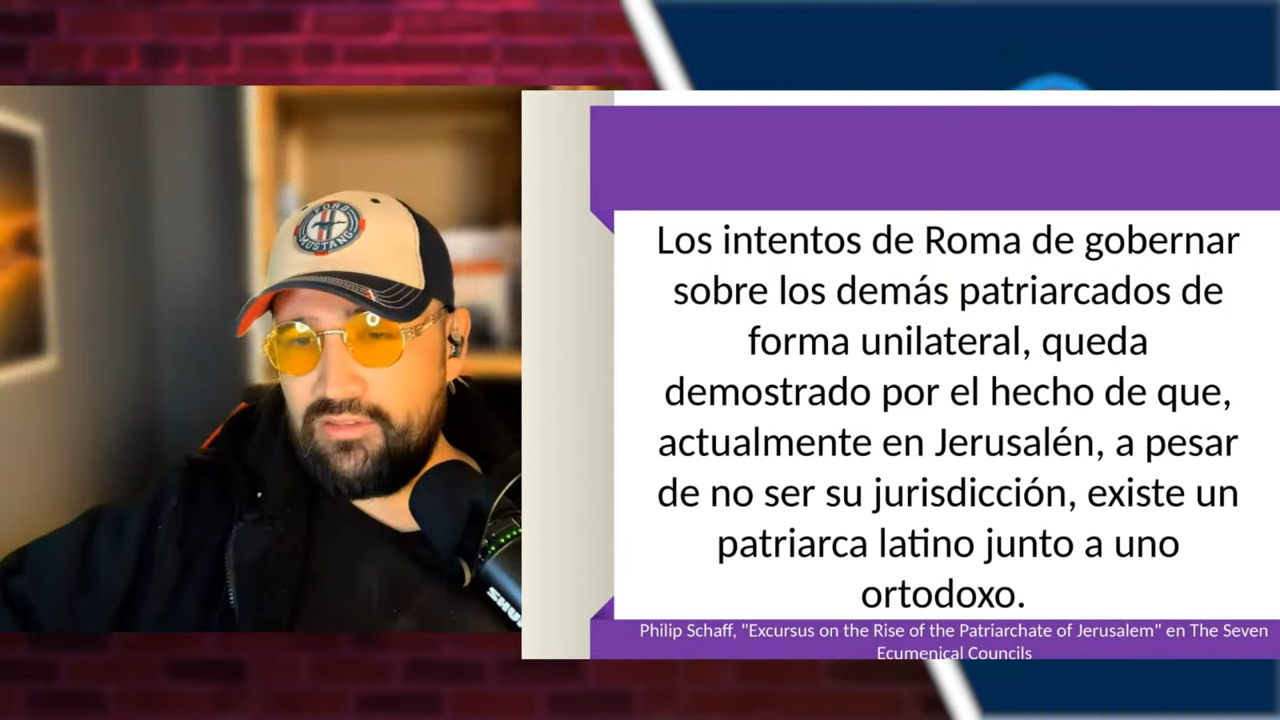 FORD
MUSTANG
Los intentos de Roma de gobernar
sobre los demás patriarcados de
forma unilateral, queda
demostrado por el hecho de que,
actualmente en Jerusalén, a pesar
de no ser su jurisdicción, existe un
patriarca latino junto a uno
ortodoxo.
Philip Schaff, "Excursus on the Rise of the Patriarchate of Jerusalem" en The Seven
Ecumenical Councils